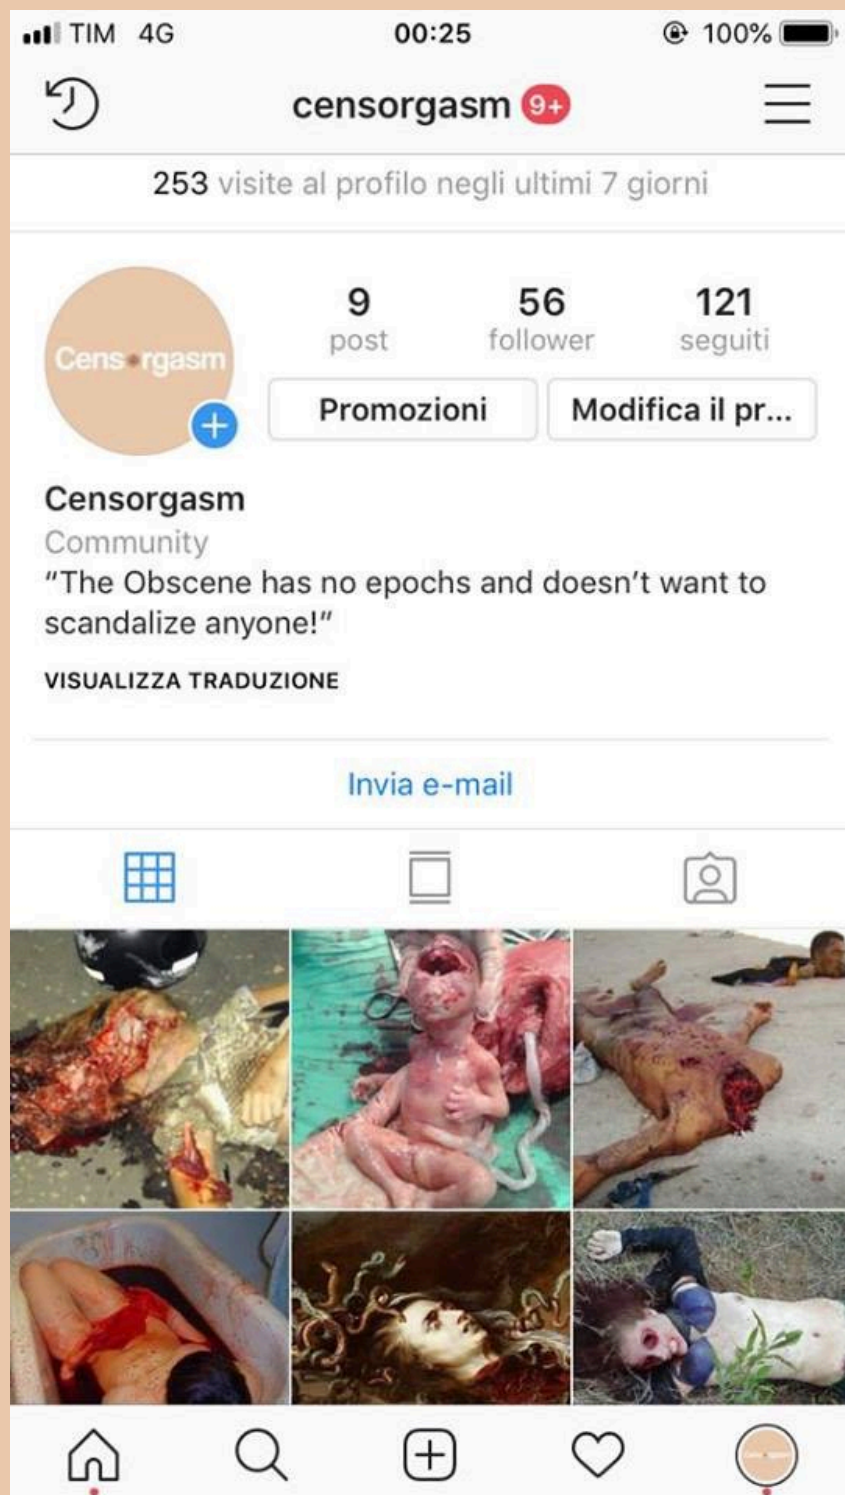 TIM 4G 00:25 100%
censorgasm 9+
253 visite al profilo negli ultimi 7 giorni
Cens•rgasm
9 56 121
post follower seguiti
Promozioni Modifica il pr...
Censorgasm
Community
“The Obscene has no epochs and doesn’t want to
scandalize anyone!”
VISUALIZZA TRADUZIONE
Invia e-mail